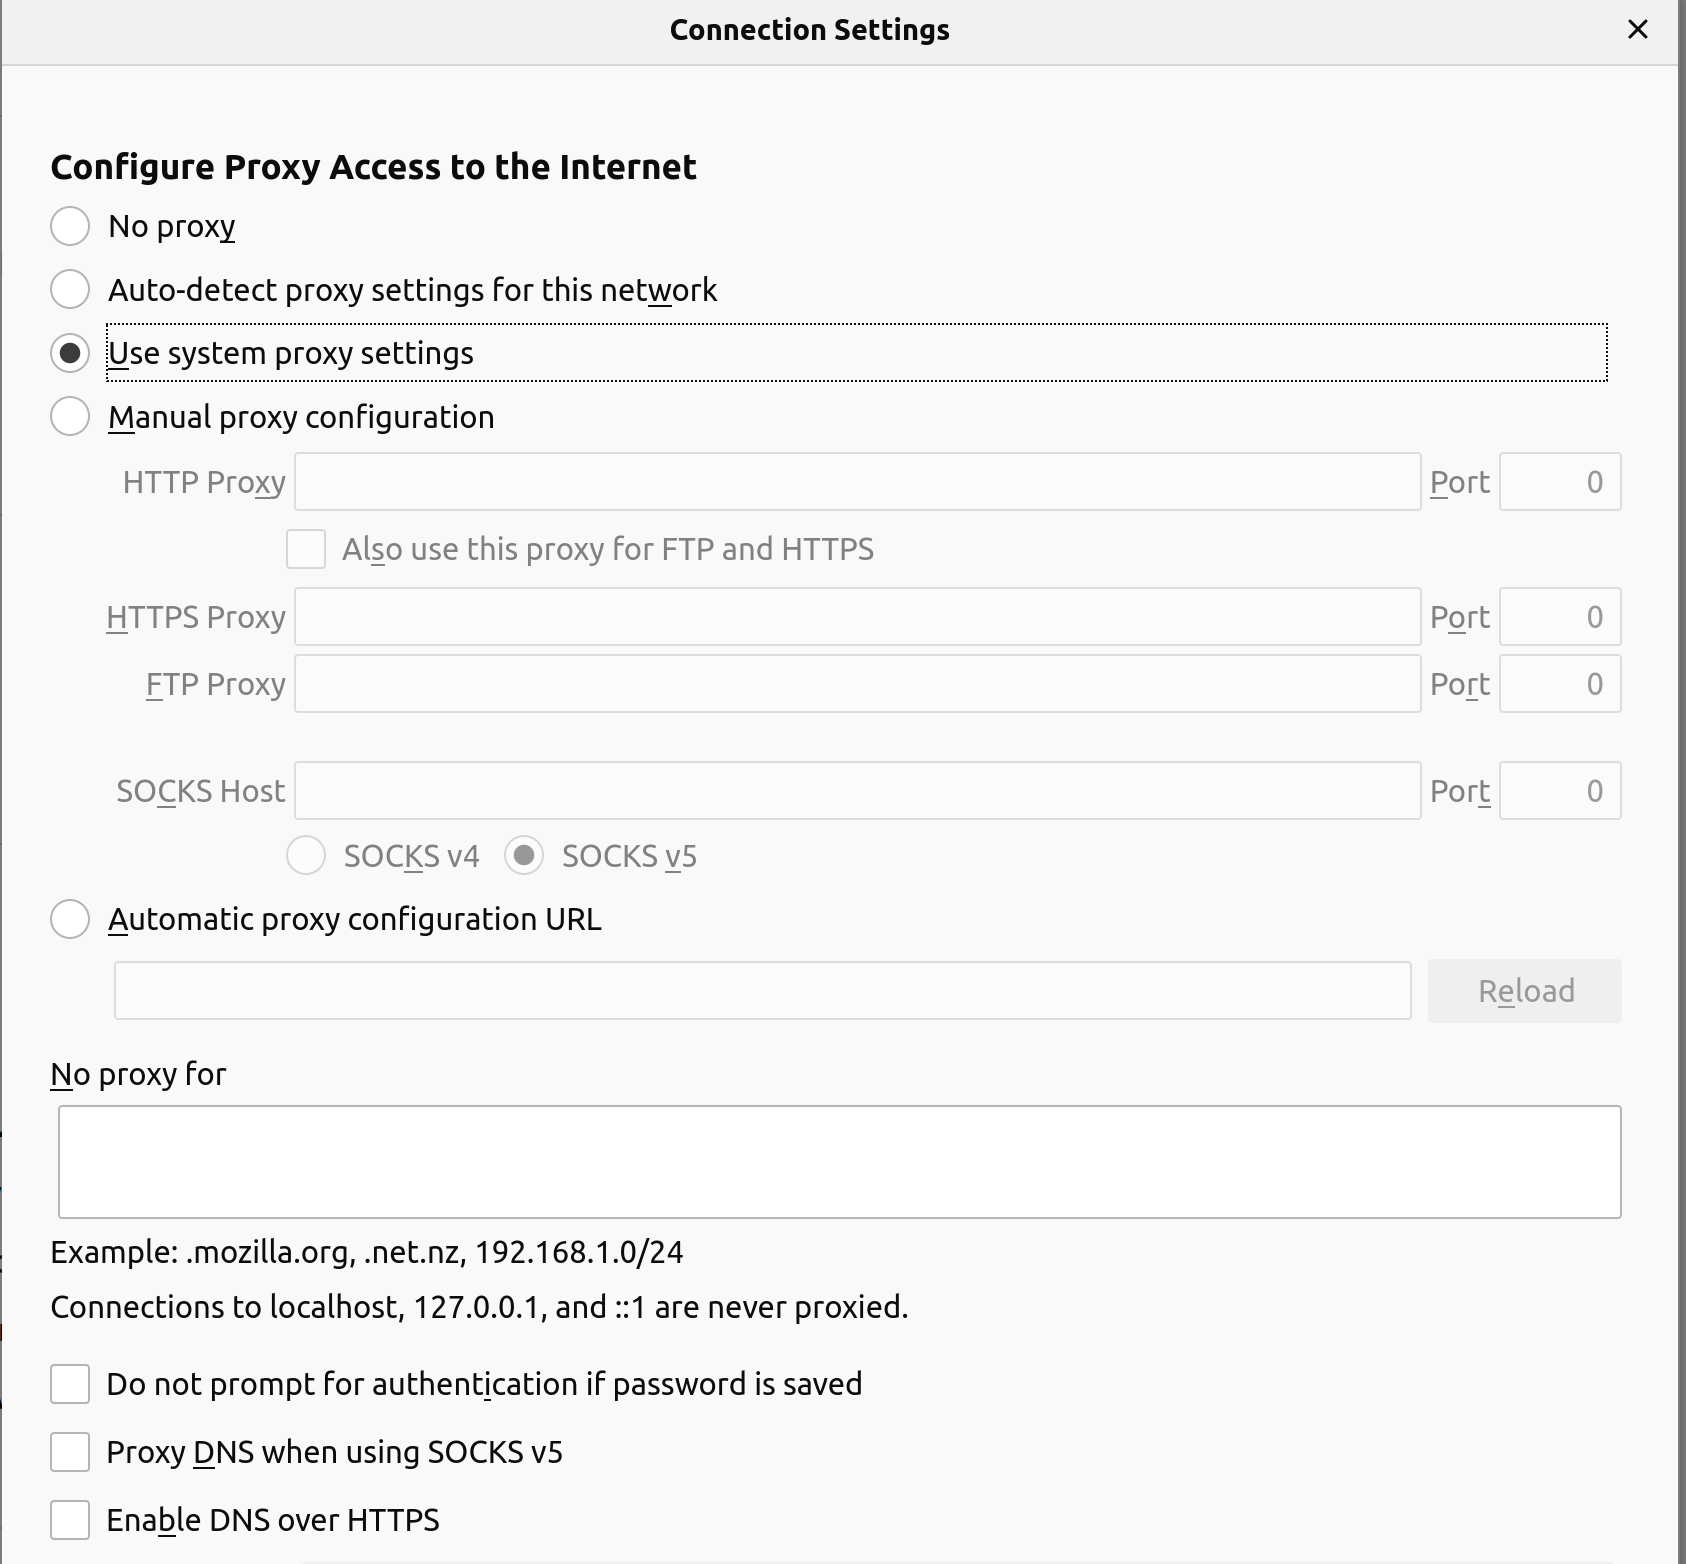 Connection Settings
Configure Proxy Access to the Internet
No proxy
Auto-detect proxy settings for this network
Use system proxy settings
Manual proxy configuration
HTTP Proxy Port 0
Also use this proxy for FTP and HTTPS
HTTPS Proxy Port 0
FTP Proxy Port 0
SOCKS Host Port 0
SOCKS v4 SOCKS v5
Automatic proxy configuration URL
Reload
No proxy for
Example: .mozilla.org, .net.nz, 192.168.1.0/24
Connections to localhost, 127.0.0.1, and ::1 are never proxied.
Do not prompt for authentication if password is saved
Proxy DNS when using SOCKS v5
Enable DNS over HTTPS